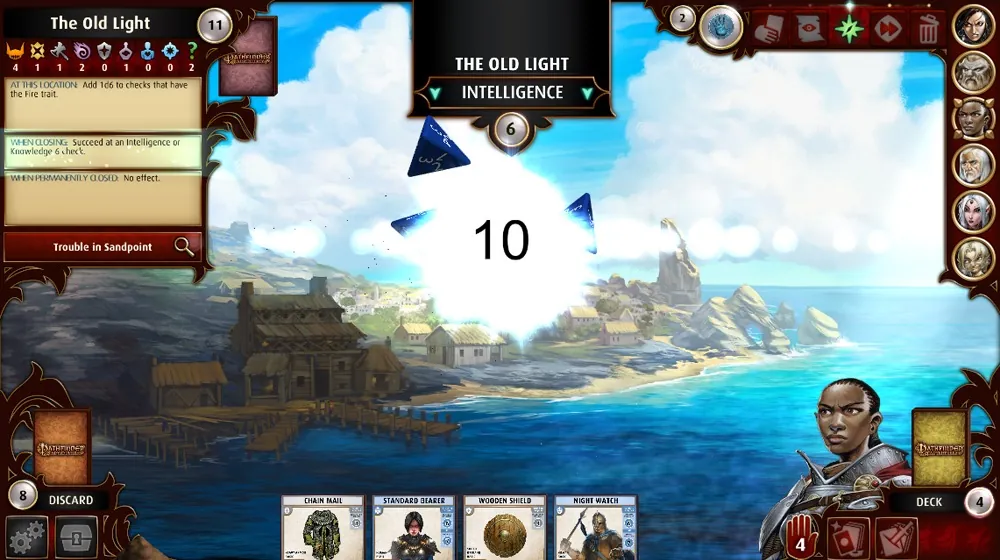 The Old Light
11
4 1 1 2 0 1 0 0 2
AT THIS LOCATION: Add 1d6 to checks that have
the Fire trait.
WHEN CLOSING: Succeed at an Intelligence or
Knowledge 6 check.
WHEN PERMANENTLY CLOSED: No effect.
Trouble in Sandpoint
PATHFINDER
THE OLD LIGHT
INTELLIGENCE
6
10
2
PATHFINDER
8
DISCARD
CHAIN MAIL
STANDARD BEARER
WOODEN SHIELD
NIGHT WATCH
4
PATHFINDER
DECK
4